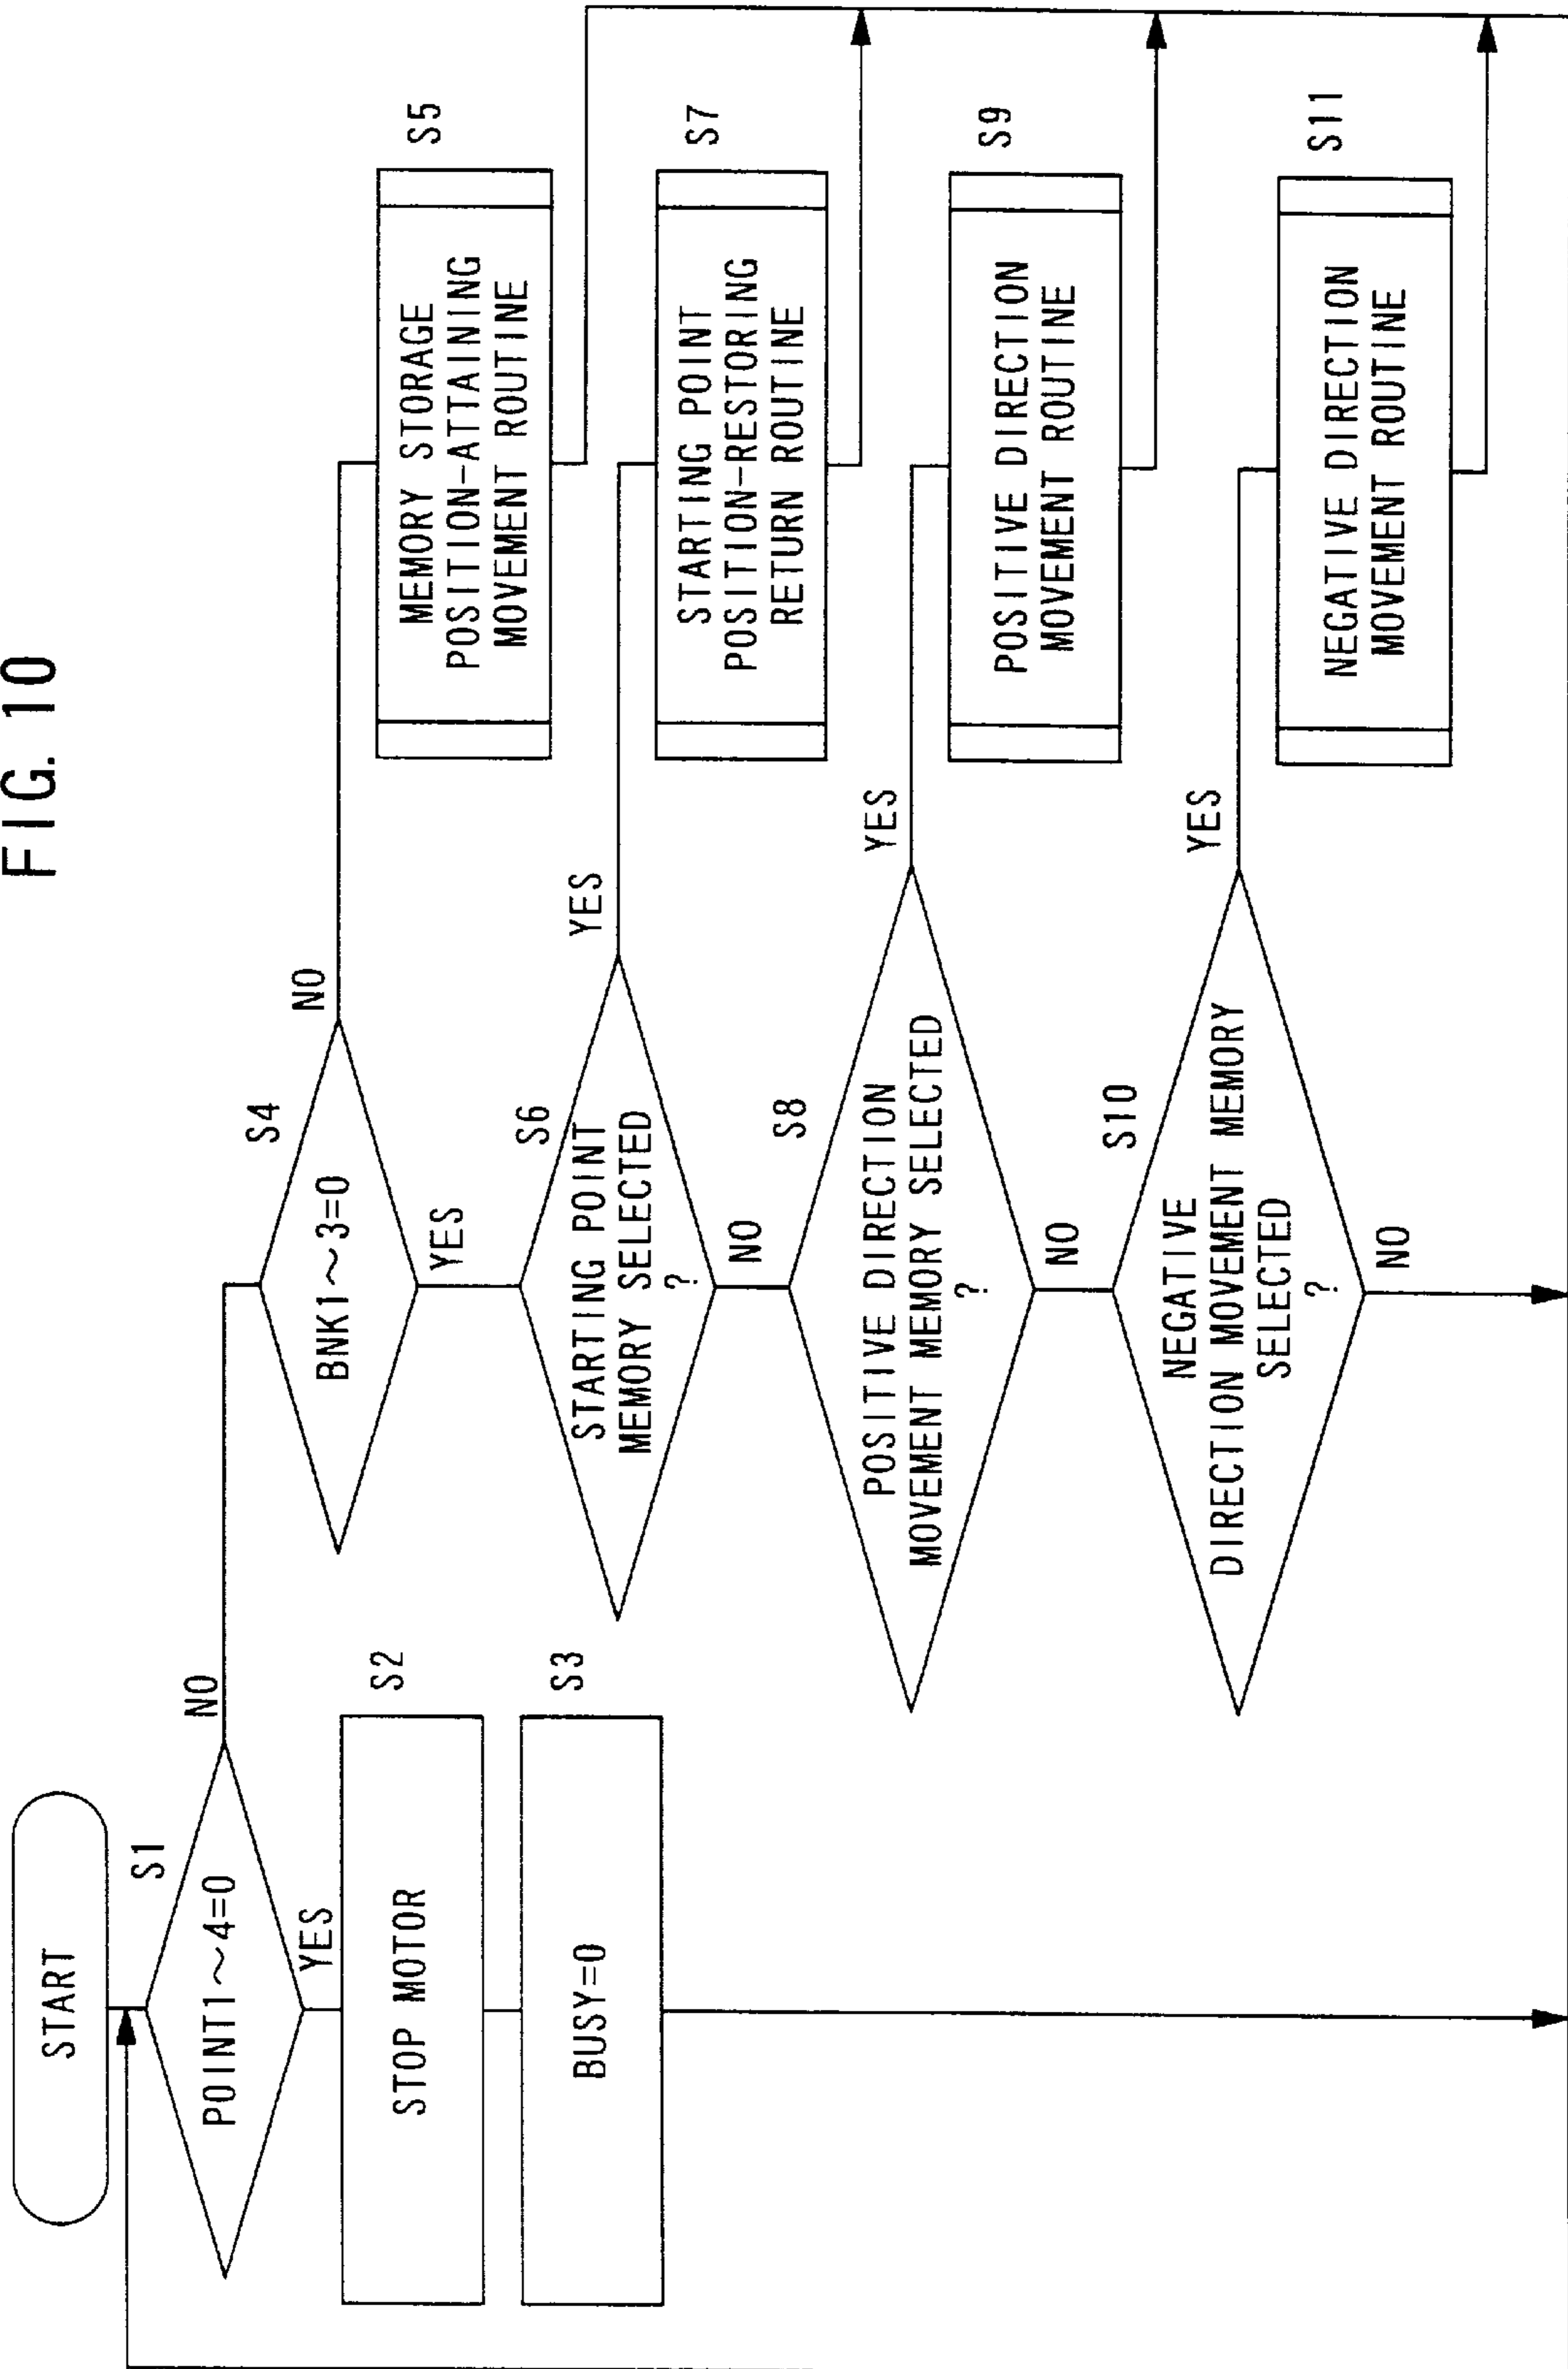 FIG. 10
START
S1
POINT1~4=0
NO
YES
S2
STOP MOTOR
S3
BUSY=0
S4
BNK1~3=0
NO
YES
S5
MEMORY STORAGE
POSITION-ATTAINING
MOVEMENT ROUTINE
S6
STARTING POINT
MEMORY SELECTED
?
YES
NO
S7
STARTING POINT
POSITION-RESTORING
RETURN ROUTINE
S8
POSITIVE DIRECTION
MOVEMENT MEMORY SELECTED
?
YES
NO
S9
POSITIVE DIRECTION
MOVEMENT ROUTINE
S10
NEGATIVE
DIRECTION MOVEMENT MEMORY
SELECTED
?
YES
NO
S11
NEGATIVE DIRECTION
MOVEMENT ROUTINE